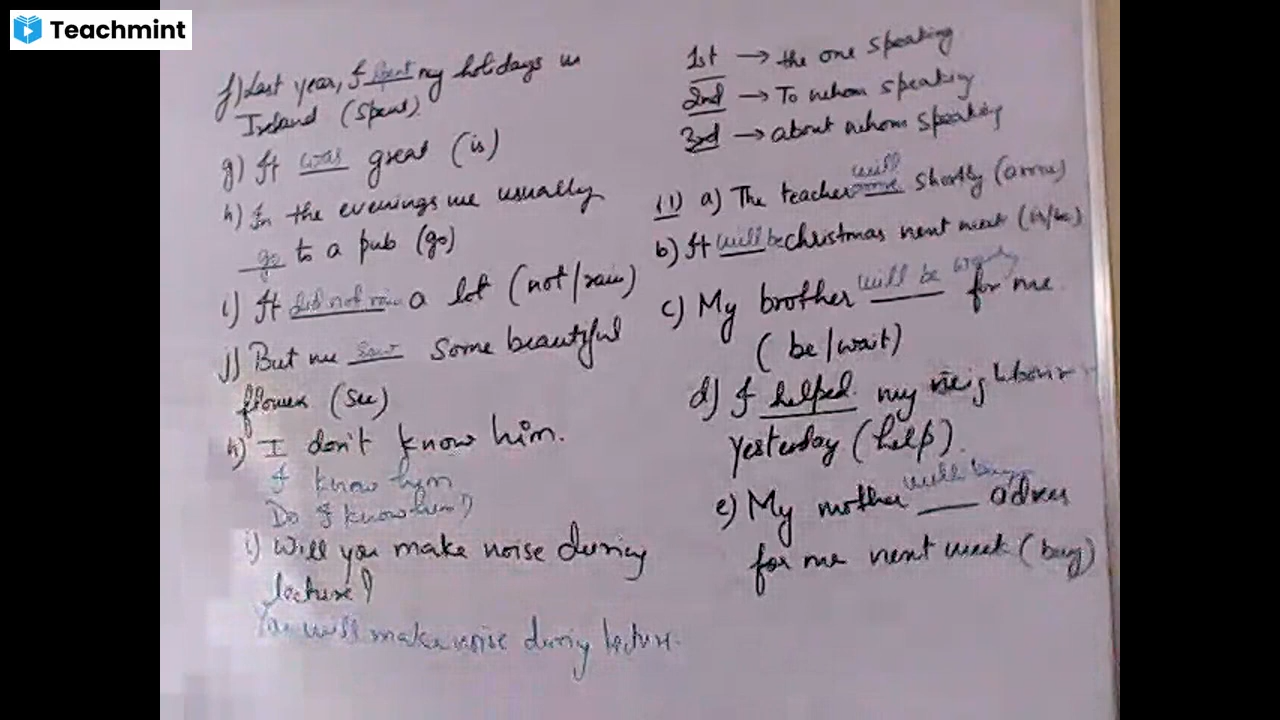 Teachmint
f) Last year, I spent my holidays in
Ireland (Spent)
g) It was great (is)
h) In the evenings we usually
go to a pub (go)
i) It did not rain a lot (not/rain)
j) But we saw some beautiful
flower (See)
h) I don't know him.
I know him
Do I know him?
i) Will you make noise during
lecture?
You will make noise during lecture.
1st → the one speaking
2nd → To whom speaking
3rd → about whom speaking
(1) a) The teacher will shortly (arrive)
b) It will be christmas next week (is/be)
c) My brother will be waiting for me
(be/wait)
d) I helped my neighbour
yesterday (help).
e) My mother will buy a dress
for me next week (buy)